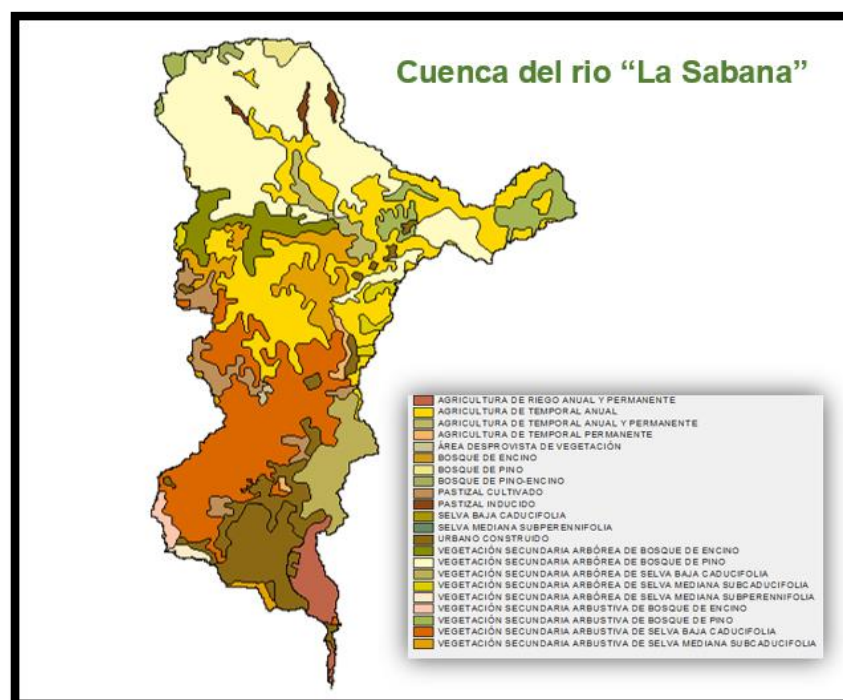 Cuenca del rio “La Sabana”
AGRICULTURA DE RIEGO ANUAL Y PERMANENTE
AGRICULTURA DE TEMPORAL ANUAL
AGRICULTURA DE TEMPORAL ANUAL Y PERMANENTE
AGRICULTURA DE TEMPORAL PERMANENTE
ÁREA DESPROVISTA DE VEGETACIÓN
BOSQUE DE ENCINO
BOSQUE DE PINO
BOSQUE DE PINO-ENCINO
PASTIZAL CULTIVADO
PASTIZAL INDUCIDO
SELVA BAJA CADUCIFOLIA
SELVA MEDIANA SUBPERENNIFOLIA
URBANO CONSTRUIDO
VEGETACIÓN SECUNDARIA ARBÓREA DE BOSQUE DE ENCINO
VEGETACIÓN SECUNDARIA ARBÓREA DE BOSQUE DE PINO
VEGETACIÓN SECUNDARIA ARBÓREA DE SELVA BAJA CADUCIFOLIA
VEGETACIÓN SECUNDARIA ARBÓREA DE SELVA MEDIANA SUBCADUCIFOLIA
VEGETACIÓN SECUNDARIA ARBÓREA DE SELVA MEDIANA SUBPERENNIFOLIA
VEGETACIÓN SECUNDARIA ARBUSTIVA DE BOSQUE DE ENCINO
VEGETACIÓN SECUNDARIA ARBUSTIVA DE BOSQUE DE PINO
VEGETACIÓN SECUNDARIA ARBUSTIVA DE SELVA BAJA CADUCIFOLIA
VEGETACIÓN SECUNDARIA ARBUSTIVA DE SELVA MEDIANA SUBCADUCIFOLIA